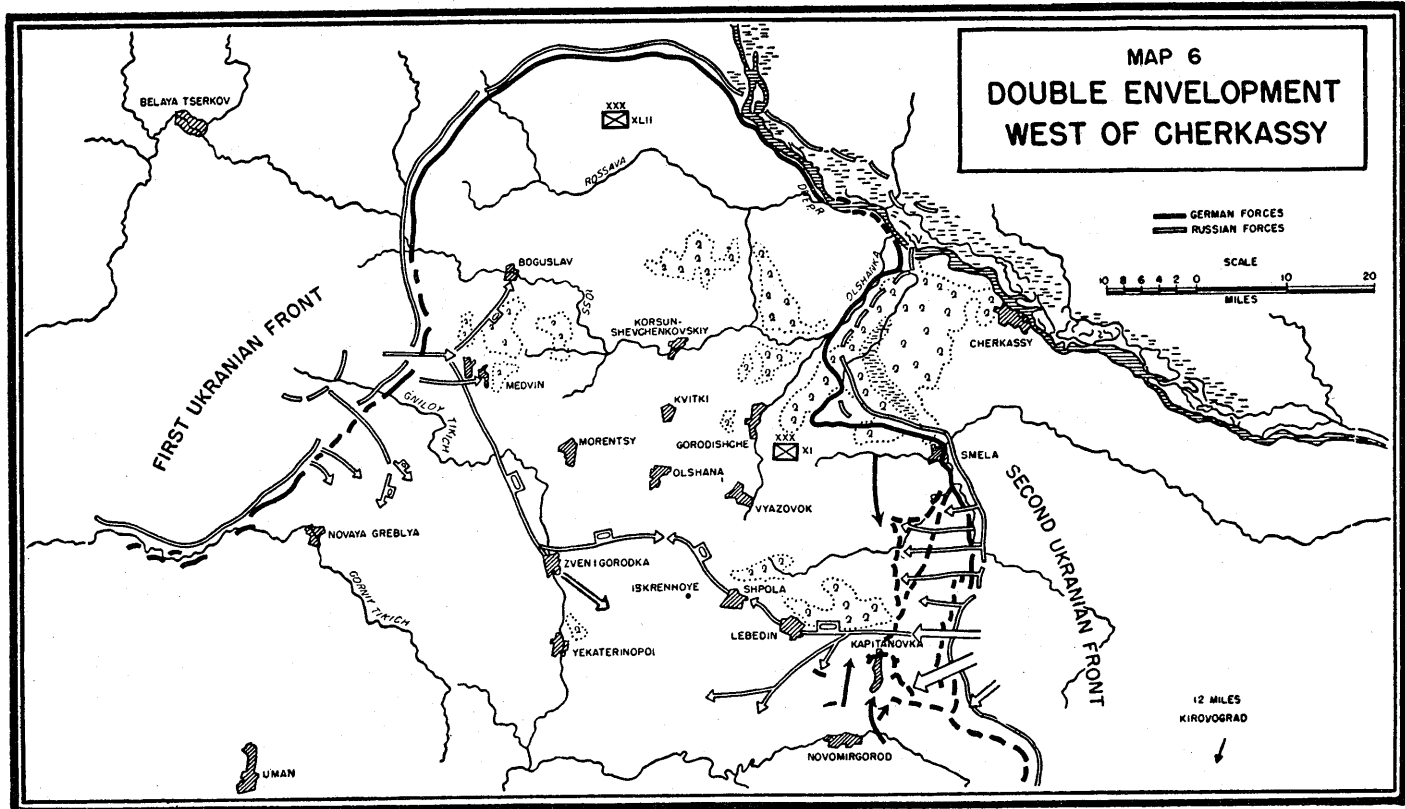 MAP 6
DOUBLE ENVELOPMENT
WEST OF CHERKASSY
GERMAN FORCES
RUSSIAN FORCES
SCALE
10 8 6 4 2 0 10 20
MILES
BELAYA TSERKOV
XXX
XLII
ROSSAVA
DNEPR
BOGUSLAV
ROSS
OLSHANKA
KORSUN-
SHEVCHENKOVSKIY
CHERKASSY
FIRST UKRANIAN FRONT
MEDVIN
GNILOY TIKICH
KVITKI
GORODISHCHE
MORENTSY
XXX
XI
SMELA
OLSHANA
VYAZOVOK
SECOND UKRANIAN FRONT
NOVAYA GREBLYA
ZVENIGORODKA
ISKRENNOYE
SHPOLA
GORNIY TIKICH
LEBEDIN
KAPITANOVKA
YEKATERINOPOL
12 MILES
KIROVOGRAD
NOVOMIRGOROD
UMAN